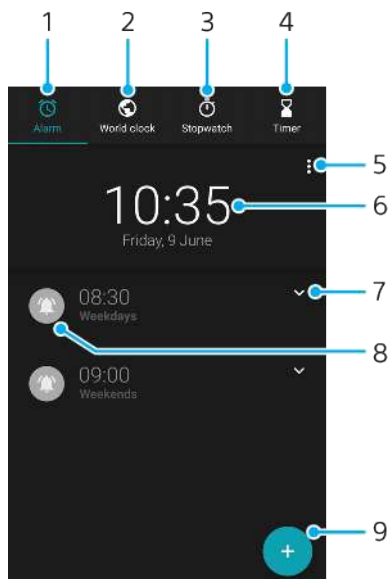 1 2 3 4
Alarm World clock Stopwatch Timer
5
10:35
6
Friday, 9 June
08:30
7
Weekdays
8
09:00
Weekends
9